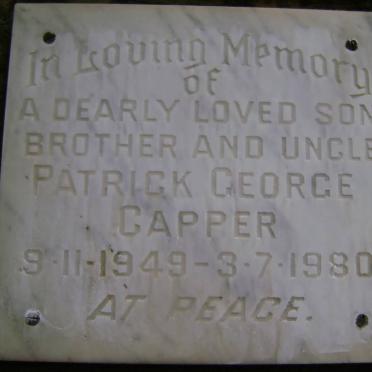 In Loving Memory
of
A DEARLY LOVED SON
BROTHER AND UNCLE
PATRICK GEORGE
CAPPER
9·11·1949 – 3·7·1980
AT PEACE.